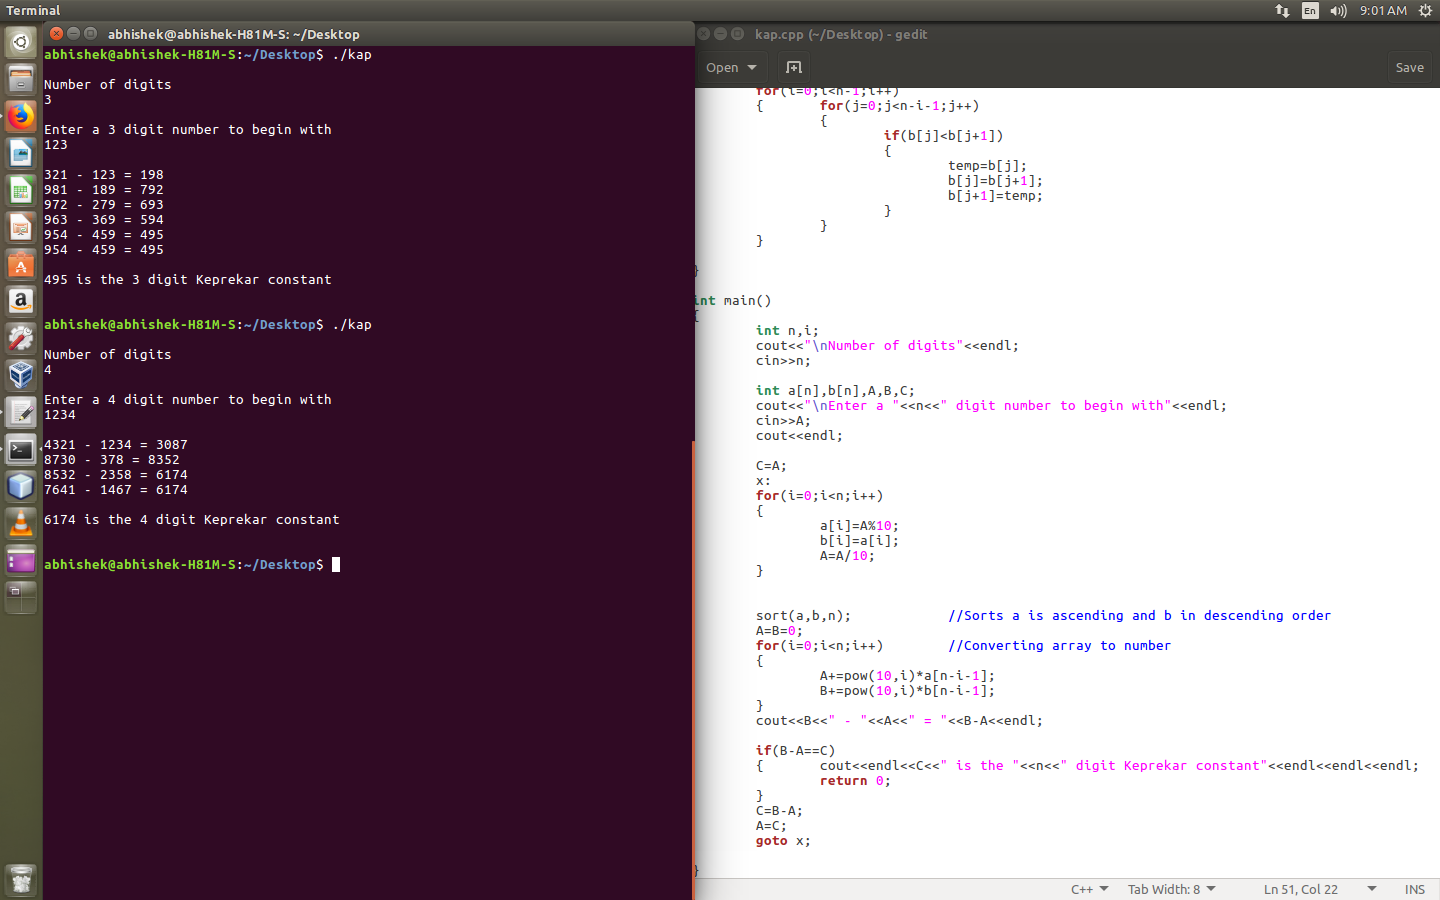 Terminal
En
9:01 AM
abhishek@abhishek-H81M-S: ~/Desktop
abhishek@abhishek-H81M-S:~/Desktop$ ./kap
Number of digits
3
Enter a 3 digit number to begin with
123
321 - 123 = 198
981 - 189 = 792
972 - 279 = 693
963 - 369 = 594
954 - 459 = 495
954 - 459 = 495
495 is the 3 digit Keprekar constant
abhishek@abhishek-H81M-S:~/Desktop$ ./kap
Number of digits
4
Enter a 4 digit number to begin with
1234
4321 - 1234 = 3087
8730 - 378 = 8352
8532 - 2358 = 6174
7641 - 1467 = 6174
6174 is the 4 digit Keprekar constant
abhishek@abhishek-H81M-S:~/Desktop$
kap.cpp (~/Desktop) - gedit
Open
Save
for(i=0;i<n-1;i++)
{ for(j=0;j<n-i-1;j++)
{
if(b[j]<b[j+1])
{
temp=b[j];
b[j]=b[j+1];
b[j+1]=temp;
}
}
}
}
int main()
{
int n,i;
cout<<"\nNumber of digits"<<endl;
cin>>n;
int a[n],b[n],A,B,C;
cout<<"\nEnter a "<<n<<" digit number to begin with"<<endl;
cin>>A;
cout<<endl;
C=A;
x:
for(i=0;i<n;i++)
{
a[i]=A%10;
b[i]=a[i];
A=A/10;
}
sort(a,b,n); //Sorts a is ascending and b in descending order
A=B=0;
for(i=0;i<n;i++) //Converting array to number
{
A+=pow(10,i)*a[n-i-1];
B+=pow(10,i)*b[n-i-1];
}
cout<<B<<" - "<<A<<" = "<<B-A<<endl;
if(B-A==C)
{ cout<<endl<<C<<" is the "<<n<<" digit Keprekar constant"<<endl<<endl<<endl;
return 0;
}
C=B-A;
A=C;
goto x;
}
C++ Tab Width: 8 Ln 51, Col 22 INS